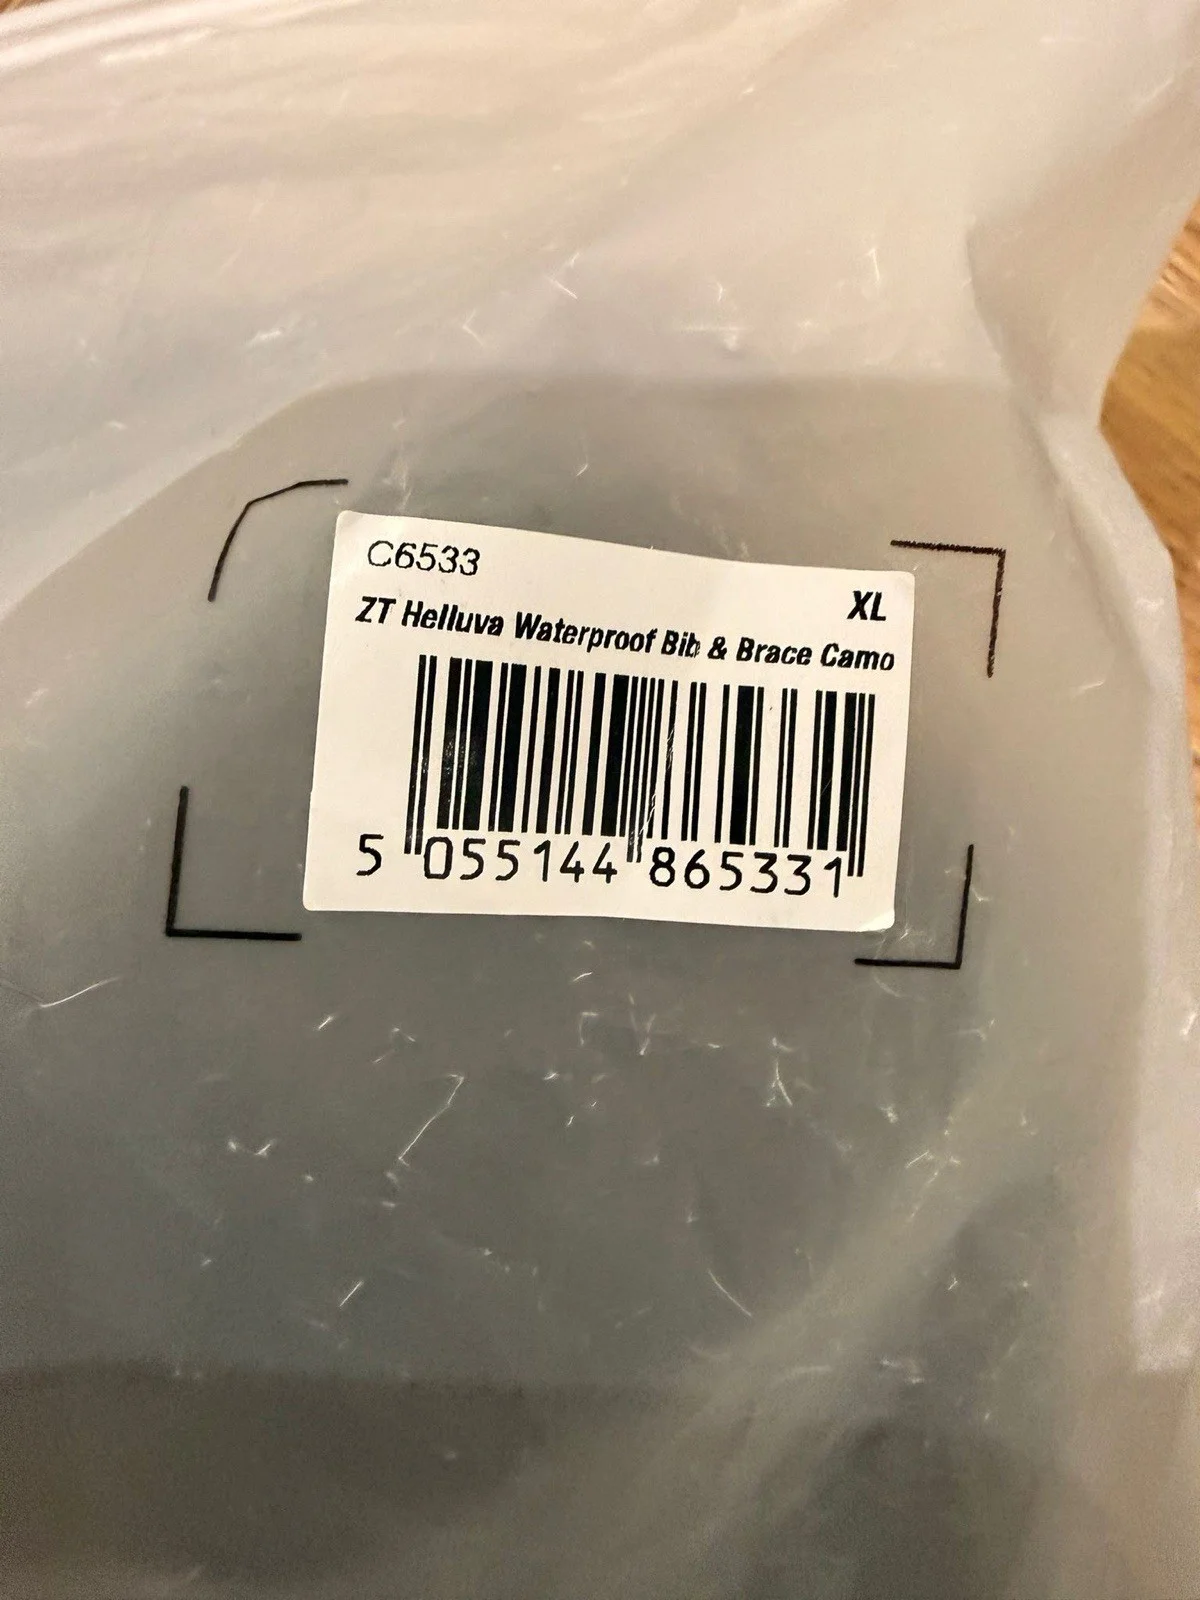 C6533
XL
ZT Helluva Waterproof Bib & Brace Camo
5 055144 865331